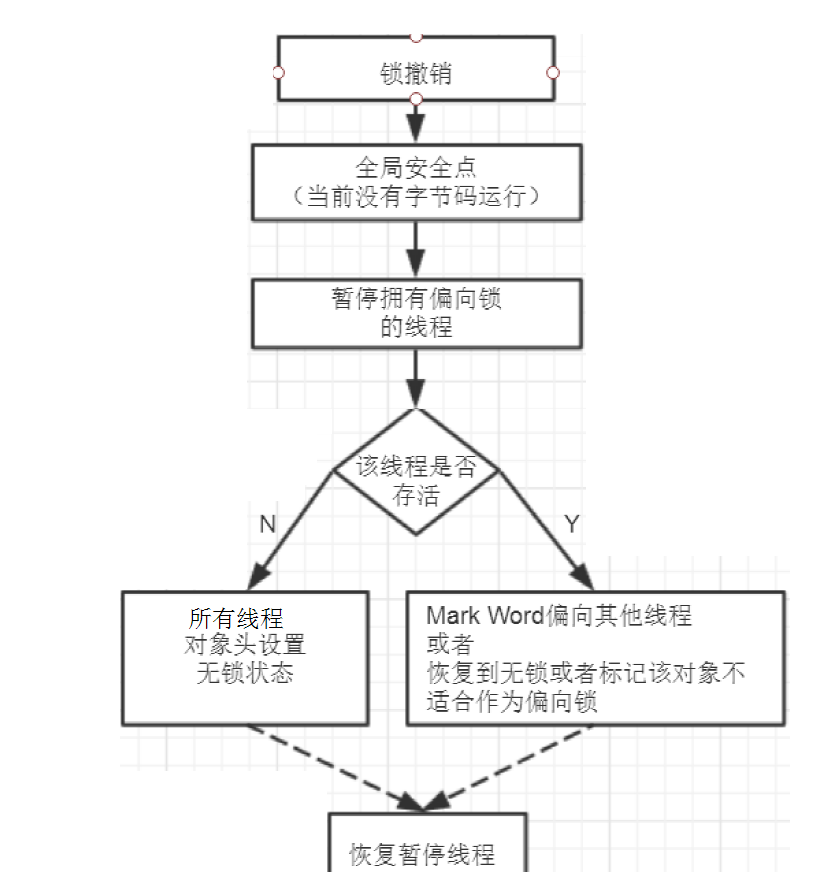 锁撤销
全局安全点
（当前没有字节码运行）
暂停拥有偏向锁
的线程
该线程是否
存活
N
Y
所有线程
对象头设置
无锁状态
Mark Word偏向其他线程
或者
恢复到无锁或者标记该对象不
适合作为偏向锁
恢复暂停线程